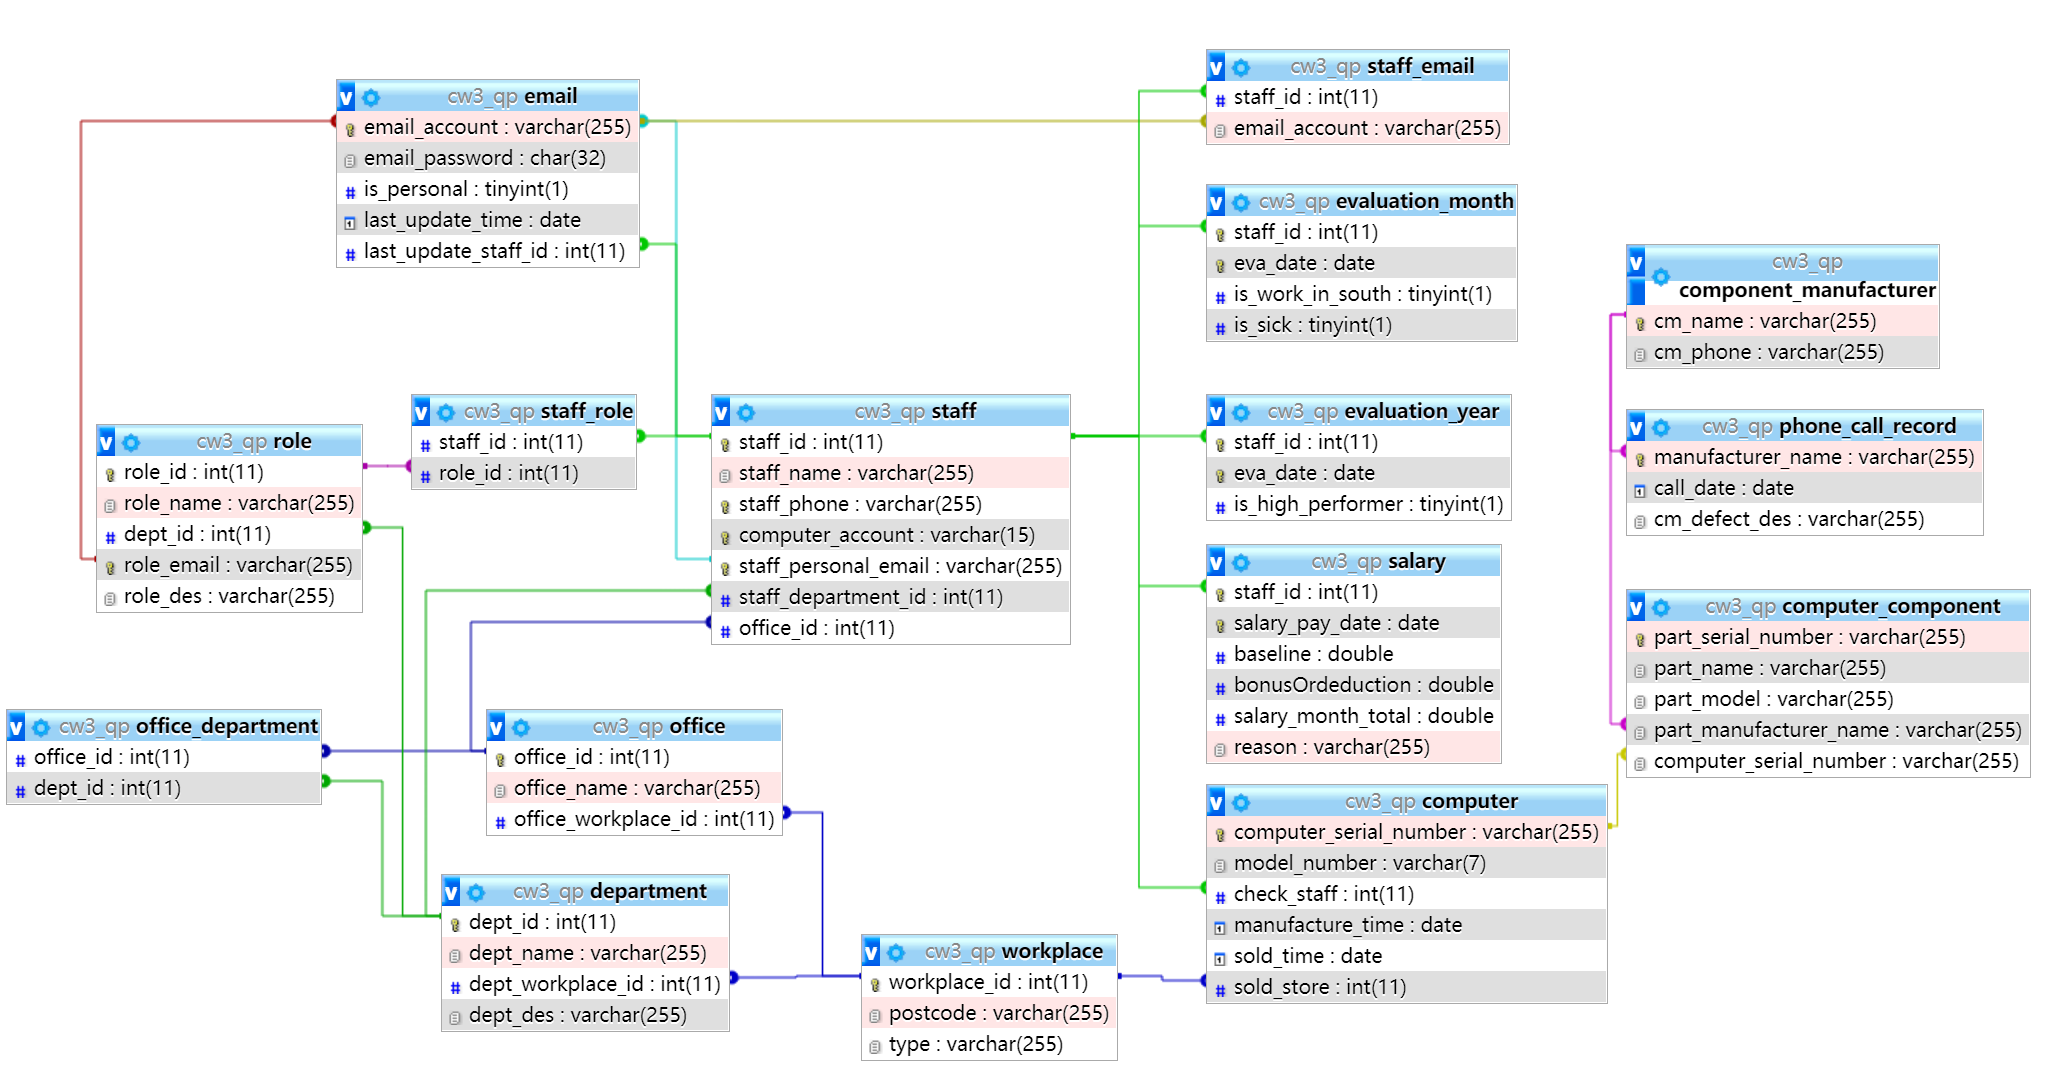 cw3_qp email
email_account : varchar(255)
email_password : char(32)
is_personal : tinyint(1)
last_update_time : date
last_update_staff_id : int(11)
cw3_qp staff_email
staff_id : int(11)
email_account : varchar(255)
cw3_qp evaluation_month
staff_id : int(11)
eva_date : date
is_work_in_south : tinyint(1)
is_sick : tinyint(1)
cw3_qp
component_manufacturer
cm_name : varchar(255)
cm_phone : varchar(255)
cw3_qp role
role_id : int(11)
role_name : varchar(255)
dept_id : int(11)
role_email : varchar(255)
role_des : varchar(255)
cw3_qp staff_role
staff_id : int(11)
role_id : int(11)
cw3_qp staff
staff_id : int(11)
staff_name : varchar(255)
staff_phone : varchar(255)
computer_account : varchar(15)
staff_personal_email : varchar(255)
staff_department_id : int(11)
office_id : int(11)
cw3_qp evaluation_year
staff_id : int(11)
eva_date : date
is_high_performer : tinyint(1)
cw3_qp phone_call_record
manufacturer_name : varchar(255)
call_date : date
cm_defect_des : varchar(255)
cw3_qp salary
staff_id : int(11)
salary_pay_date : date
baseline : double
bonusOrdeduction : double
salary_month_total : double
reason : varchar(255)
cw3_qp computer_component
part_serial_number : varchar(255)
part_name : varchar(255)
part_model : varchar(255)
part_manufacturer_name : varchar(255)
computer_serial_number : varchar(255)
cw3_qp office_department
office_id : int(11)
dept_id : int(11)
cw3_qp office
office_id : int(11)
office_name : varchar(255)
office_workplace_id : int(11)
cw3_qp computer
computer_serial_number : varchar(255)
model_number : varchar(7)
check_staff : int(11)
manufacture_time : date
sold_time : date
sold_store : int(11)
cw3_qp department
dept_id : int(11)
dept_name : varchar(255)
dept_workplace_id : int(11)
dept_des : varchar(255)
cw3_qp workplace
workplace_id : int(11)
postcode : varchar(255)
type : varchar(255)